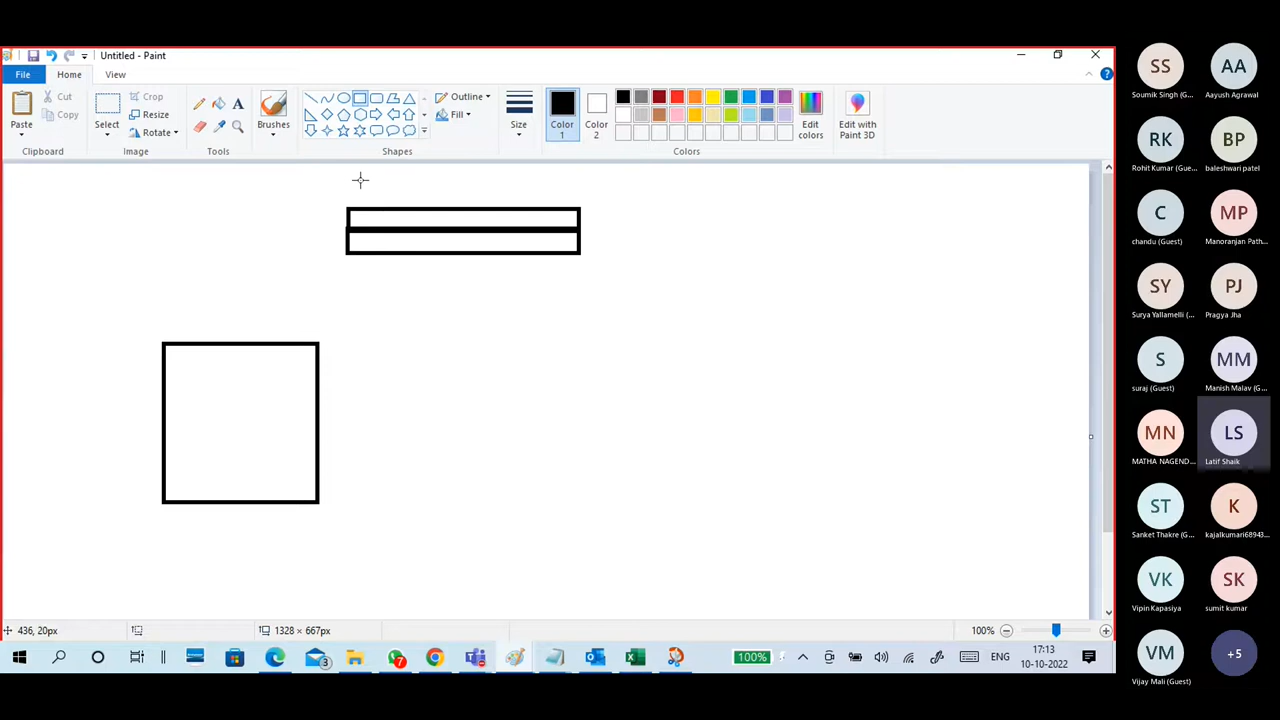 Untitled - Paint
File Home View
Paste
Cut
Copy
Clipboard
Select
Crop
Resize
Rotate
Image
A
Tools
Brushes
Outline
Fill
Shapes
Size
Color
1
Color
2
Edit
colors
Colors
Edit with
Paint 3D
SS
Soumik Singh (G...
AA
Aayush Agrawal
RK
Rohit Kumar (Gue...
BP
baleshwari patel
C
chandu (Guest)
MP
Manoranjan Path...
SY
Surya Yallamelli (...
PJ
Pragya Jha
S
suraj (Guest)
MM
Manish Malav (G...
MN
MATHA NAGEND...
LS
Latif Shaik
ST
Sanket Thakre (G...
K
kajalkumari68943...
VK
Vipin Kapasiya
SK
sumit kumar
VM
Vijay Mali (Guest)
+5
436, 20px
1328 × 667px
100%
3
7
100%
ENG
17:13
10-10-2022